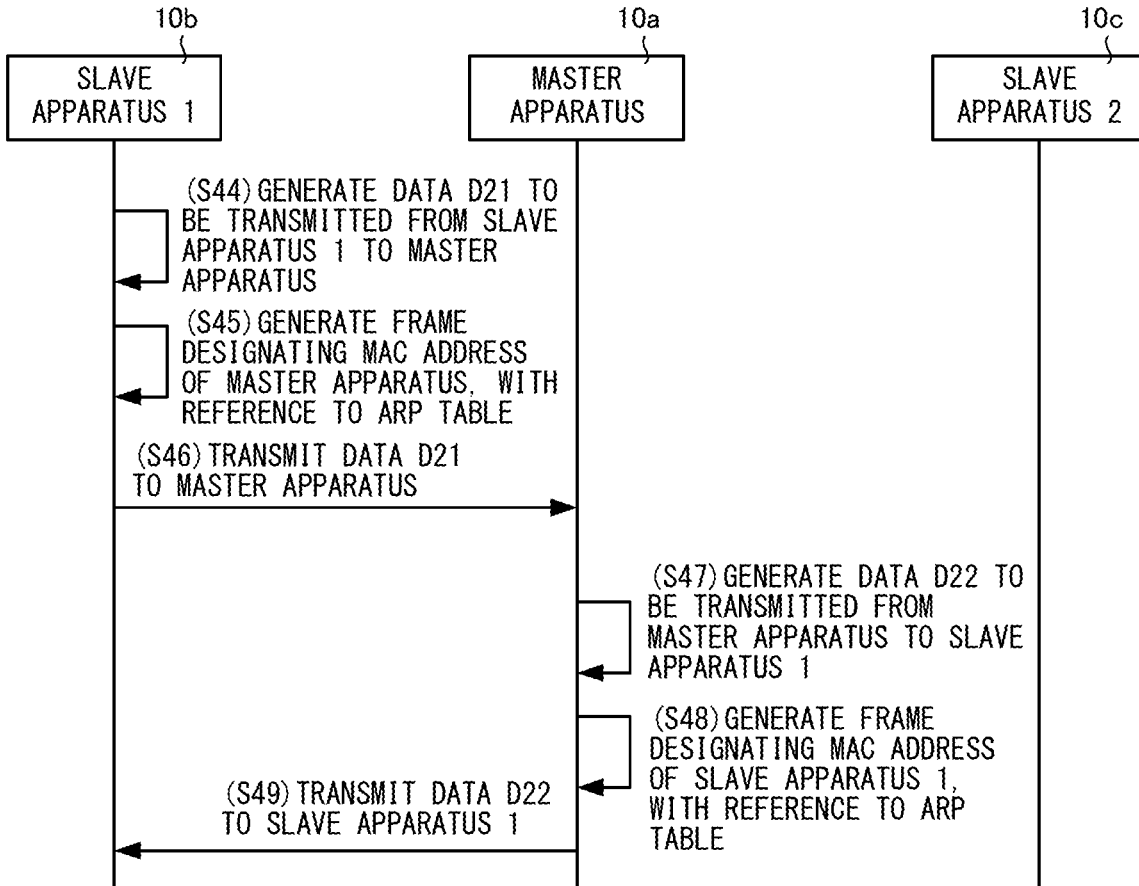 10b
10a
10c
SLAVE
APPARATUS 1
MASTER
APPARATUS
SLAVE
APPARATUS 2
(S44)GENERATE DATA D21 TO
BE TRANSMITTED FROM SLAVE
APPARATUS 1 TO MASTER
APPARATUS
(S45)GENERATE FRAME
DESIGNATING MAC ADDRESS
OF MASTER APPARATUS, WITH
REFERENCE TO ARP TABLE
(S46)TRANSMIT DATA D21
TO MASTER APPARATUS
(S47)GENERATE DATA D22 TO
BE TRANSMITTED FROM
MASTER APPARATUS TO SLAVE
APPARATUS 1
(S48)GENERATE FRAME
DESIGNATING MAC ADDRESS
OF SLAVE APPARATUS 1,
WITH REFERENCE TO ARP
TABLE
(S49)TRANSMIT DATA D22
TO SLAVE APPARATUS 1